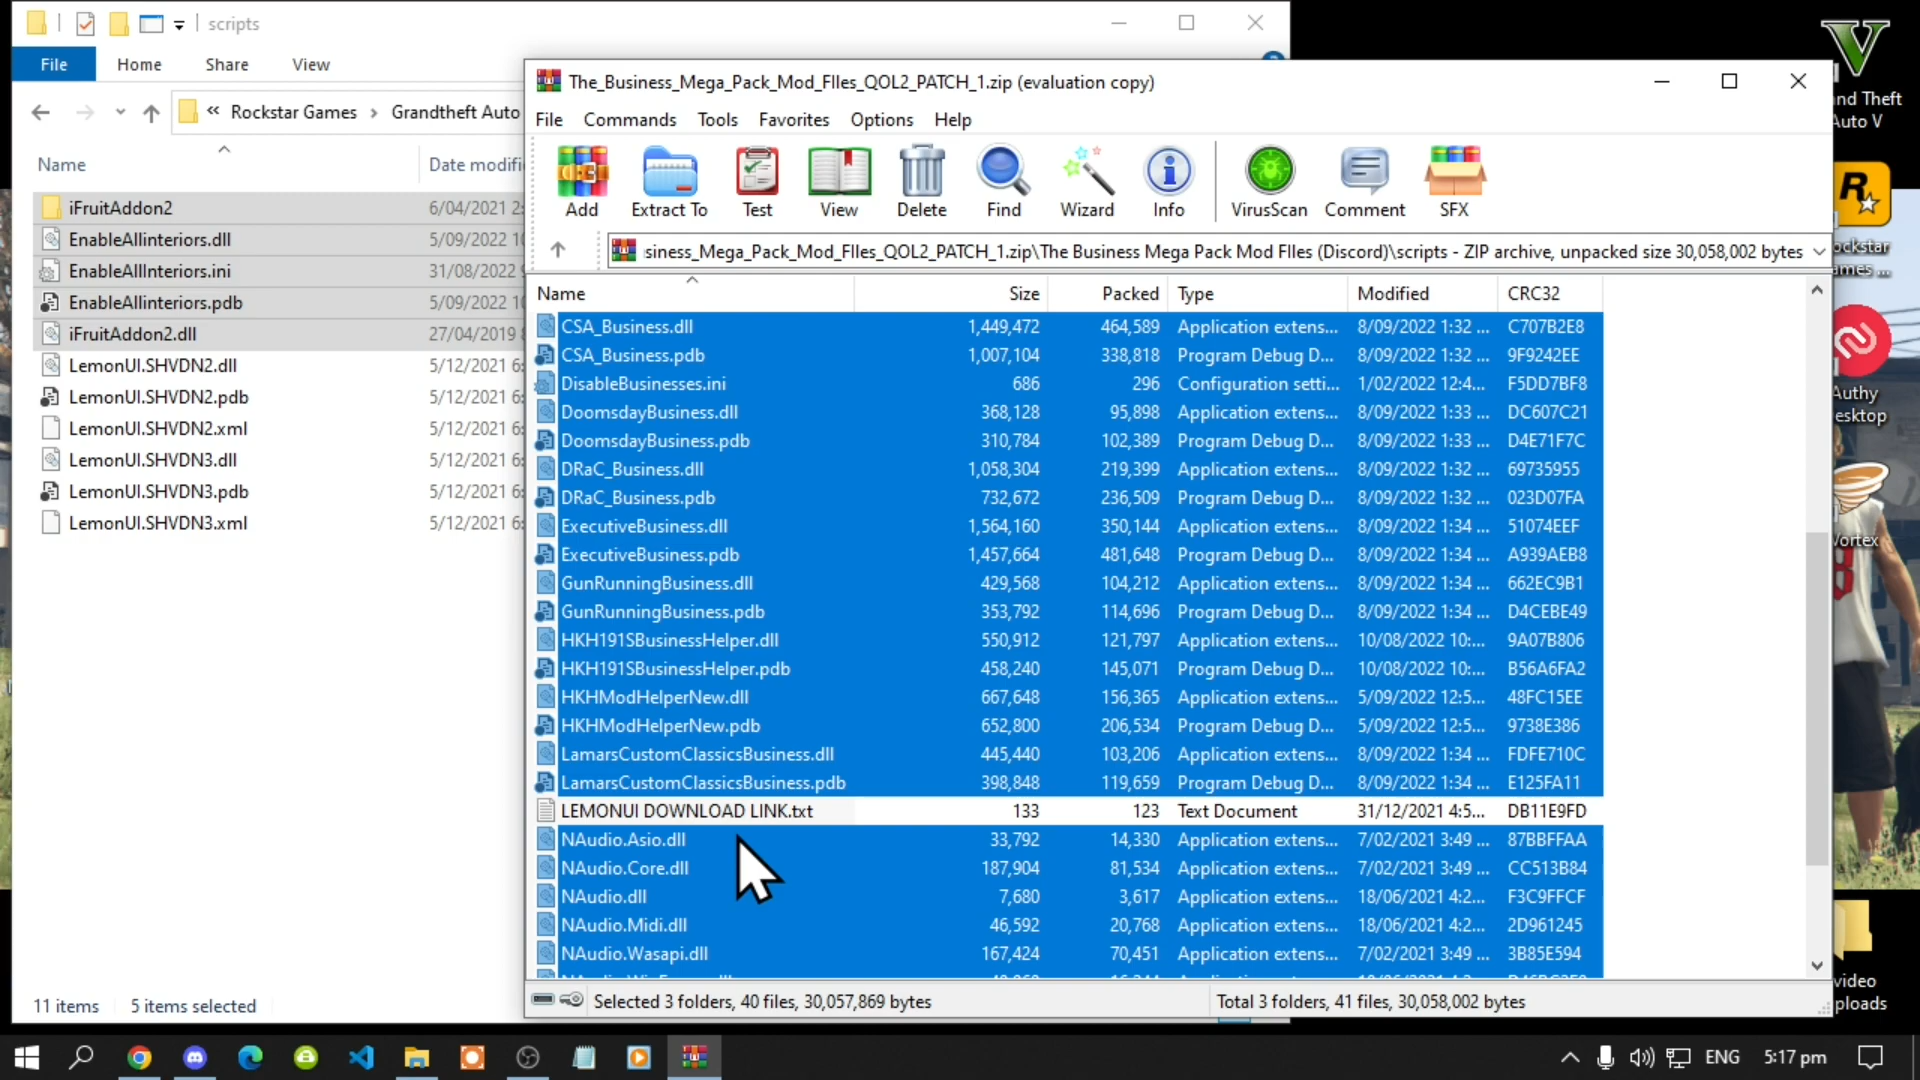 scripts
File Home Share View
« Rockstar Games › Grandtheft Auto
Name Date modifi
iFruitAddon2 6/04/2021 2:
EnableAllinteriors.dll 5/09/2022 10
EnableAllInteriors.ini 31/08/2022
EnableAllinteriors.pdb 5/09/2022 10
iFruitAddon2.dll 27/04/2019
LemonUI.SHVDN2.dll 5/12/2021 6:
LemonUI.SHVDN2.pdb 5/12/2021 6:
LemonUI.SHVDN2.xml 5/12/2021 6:
LemonUI.SHVDN3.dll 5/12/2021 6:
LemonUI.SHVDN3.pdb 5/12/2021 6:
LemonUI.SHVDN3.xml 5/12/2021 6:
11 items 5 items selected
The_Business_Mega_Pack_Mod_FIles_QOL2_PATCH_1.zip (evaluation copy)
File Commands Tools Favorites Options Help
Add Extract To Test View Delete Find Wizard Info VirusScan Comment SFX
siness_Mega_Pack_Mod_FIles_QOL2_PATCH_1.zip\The Business Mega Pack Mod FIles (Discord)\scripts - ZIP archive, unpacked size 30,058,002 bytes
Name Size Packed Type Modified CRC32
CSA_Business.dll 1,449,472 464,589 Application extens... 8/09/2022 1:32 ... C707B2E8
CSA_Business.pdb 1,007,104 338,818 Program Debug D... 8/09/2022 1:32 ... 9F9242EE
DisableBusinesses.ini 686 296 Configuration setti... 1/02/2022 12:4... F5DD7BF8
DoomsdayBusiness.dll 368,128 95,898 Application extens... 8/09/2022 1:33 ... DC607C21
DoomsdayBusiness.pdb 310,784 102,389 Program Debug D... 8/09/2022 1:33 ... D4E71F7C
DRaC_Business.dll 1,058,304 219,399 Application extens... 8/09/2022 1:32 ... 69735955
DRaC_Business.pdb 732,672 236,509 Program Debug D... 8/09/2022 1:32 ... 023D07FA
ExecutiveBusiness.dll 1,564,160 350,144 Application extens... 8/09/2022 1:34 ... 51074EEF
ExecutiveBusiness.pdb 1,457,664 481,648 Program Debug D... 8/09/2022 1:34 ... A939AEB8
GunRunningBusiness.dll 429,568 104,212 Application extens... 8/09/2022 1:34 ... 662EC9B1
GunRunningBusiness.pdb 353,792 114,696 Program Debug D... 8/09/2022 1:34 ... D4CEBE49
HKH191SBusinessHelper.dll 550,912 121,797 Application extens... 10/08/2022 10:... 9A07B806
HKH191SBusinessHelper.pdb 458,240 145,071 Program Debug D... 10/08/2022 10:... B56A6FA2
HKHModHelperNew.dll 667,648 156,365 Application extens... 5/09/2022 12:5... 48FC15EE
HKHModHelperNew.pdb 652,800 206,534 Program Debug D... 5/09/2022 12:5... 9738E386
LamarsCustomClassicsBusiness.dll 445,440 103,206 Application extens... 8/09/2022 1:34 ... FDFE710C
LamarsCustomClassicsBusiness.pdb 398,848 119,659 Program Debug D... 8/09/2022 1:34 ... E125FA11
LEMONUI DOWNLOAD LINK.txt 133 123 Text Document 31/12/2021 4:5... DB11E9FD
NAudio.Asio.dll 33,792 14,330 Application extens... 7/02/2021 3:49 ... 87BBFFAA
NAudio.Core.dll 187,904 81,534 Application extens... 7/02/2021 3:49 ... CC513B84
NAudio.dll 7,680 3,617 Application extens... 18/06/2021 4:2... F3C9FFCF
NAudio.Midi.dll 46,592 20,768 Application extens... 18/06/2021 4:2... 2D961245
NAudio.Wasapi.dll 167,424 70,451 Application extens... 7/02/2021 3:49 ... 3B85E594
Selected 3 folders, 40 files, 30,057,869 bytes Total 3 folders, 41 files, 30,058,002 bytes
nd Theft
Auto V
R
ockstar
ames ...
Authy
esktop
Vortex
video
ploads
ENG 5:17 pm